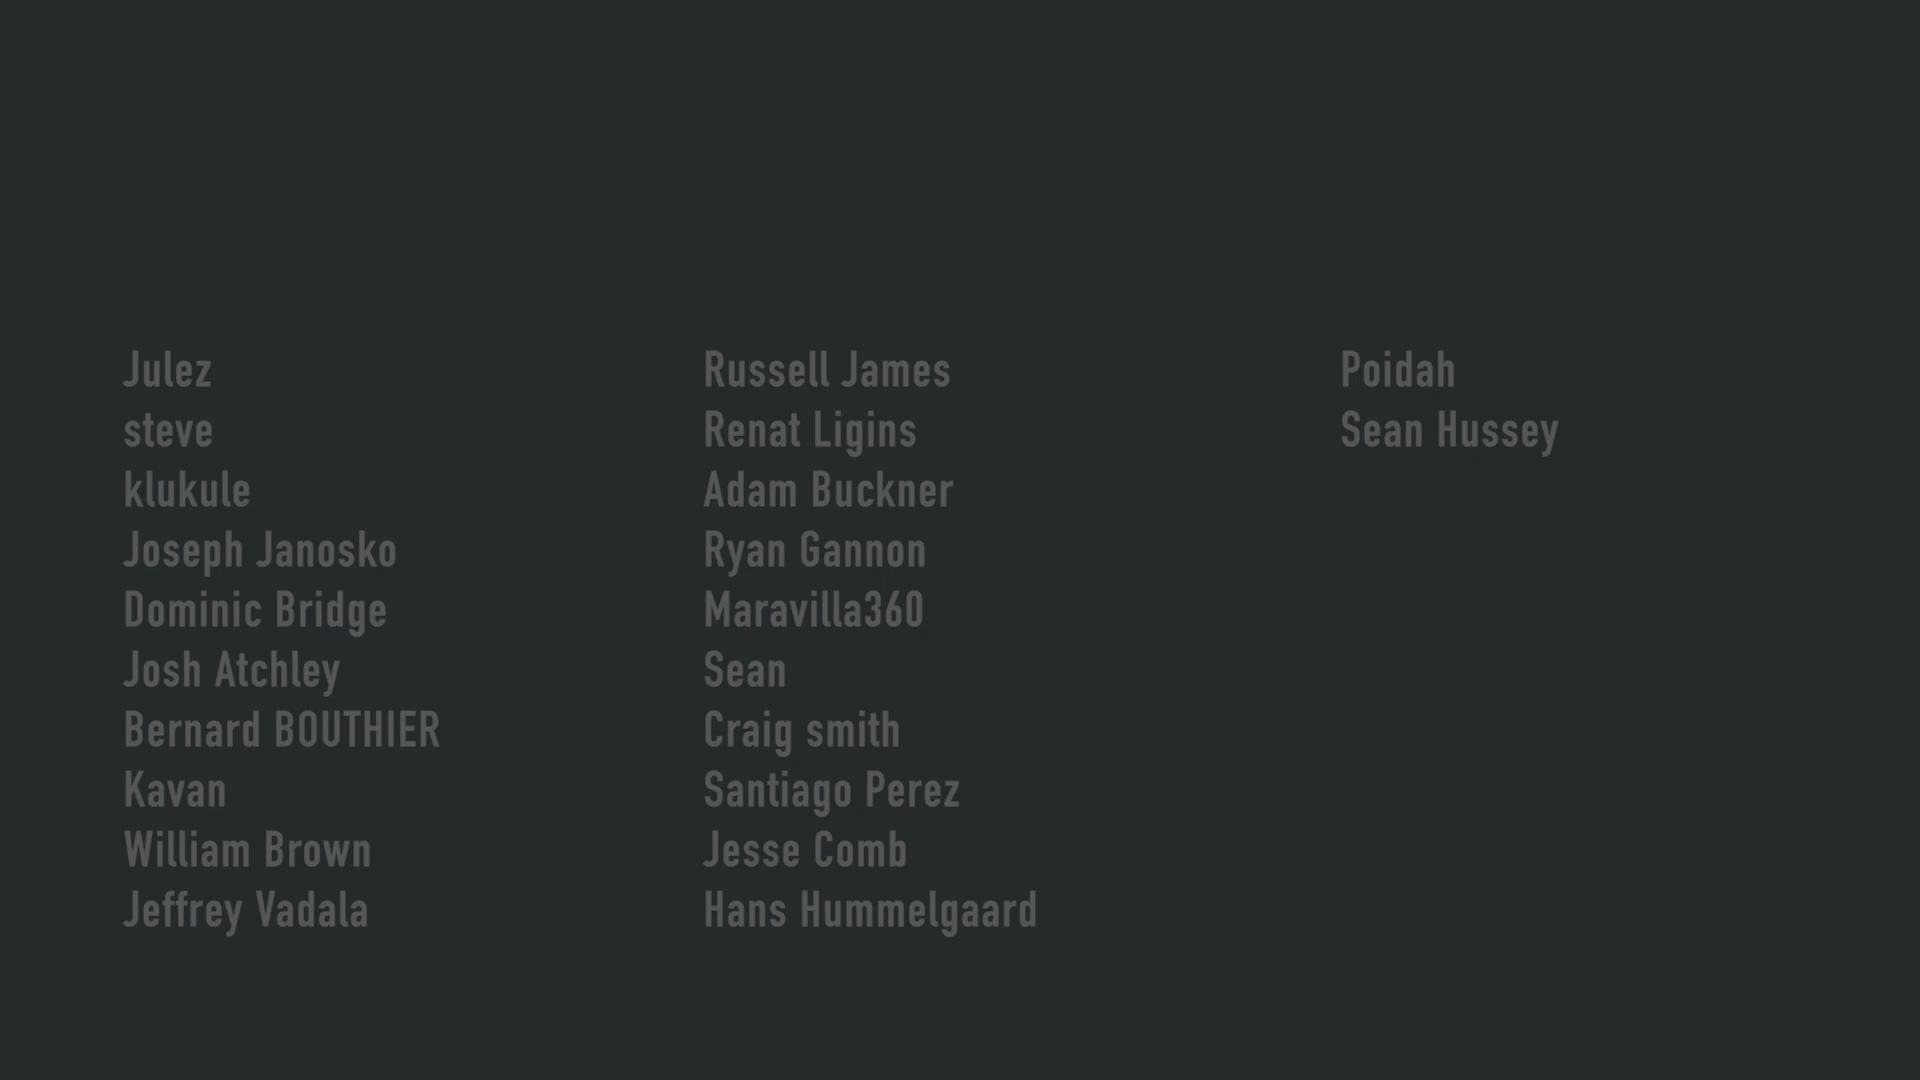 Julez
steve
klukule
Joseph Janosko
Dominic Bridge
Josh Atchley
Bernard BOUTHIER
Kavan
William Brown
Jeffrey Vadala
Russell James
Renat Ligins
Adam Buckner
Ryan Gannon
Maravilla360
Sean
Craig smith
Santiago Perez
Jesse Comb
Hans Hummelgaard
Poidah
Sean Hussey